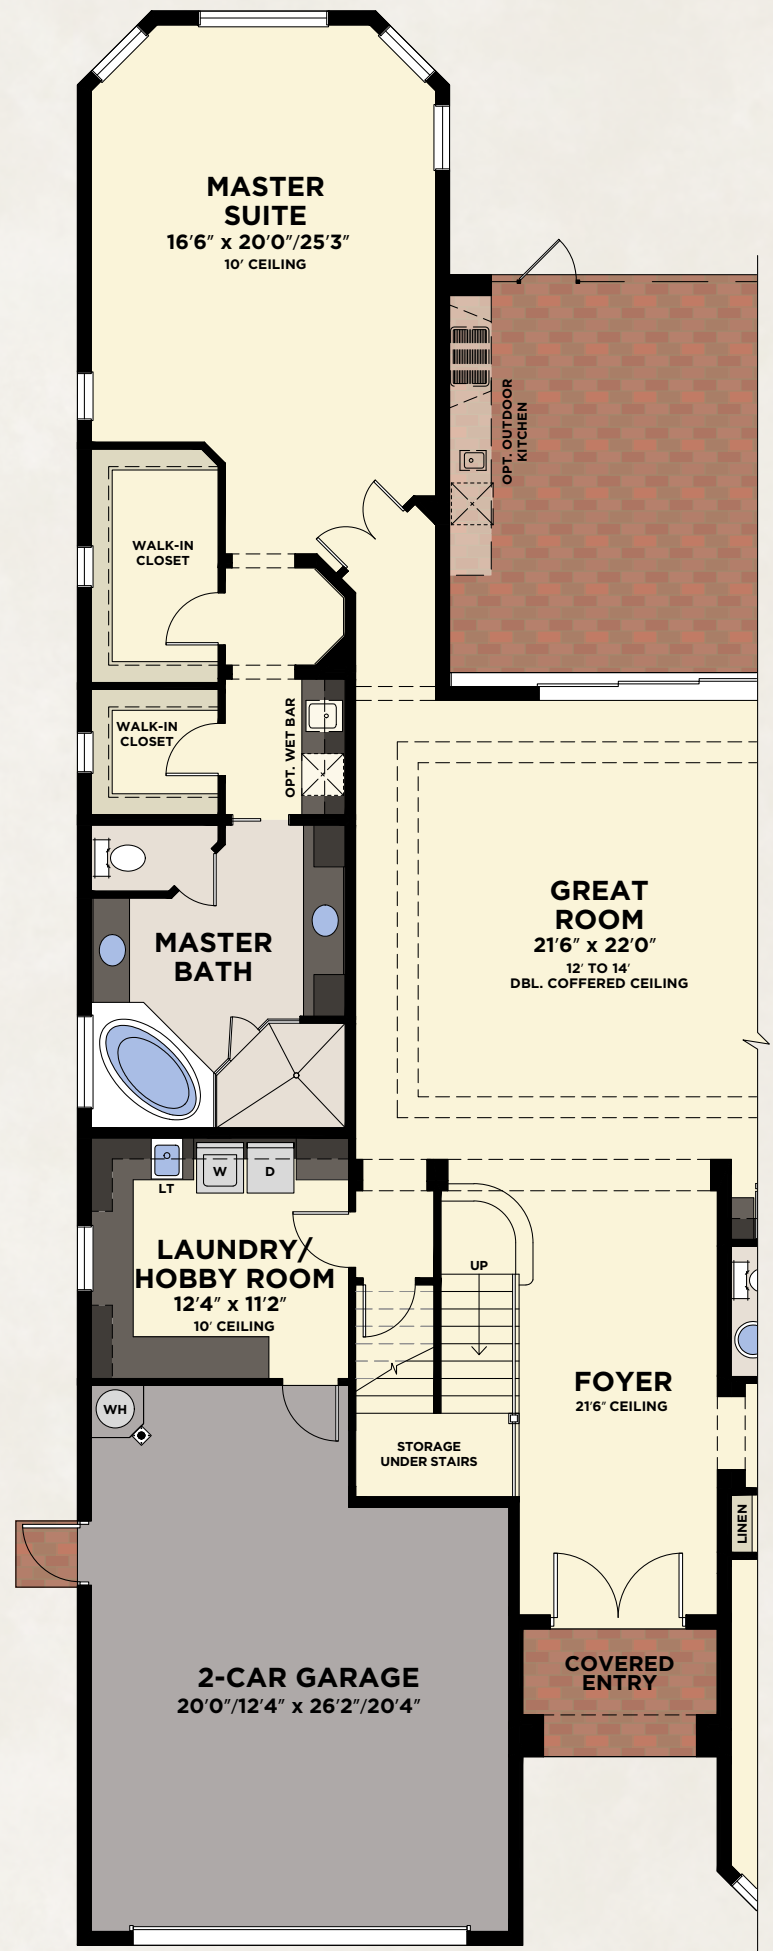 MASTER
SUITE
16'6" x 20'0"/25'3"
10' CEILING
OPT. OUTDOOR
KITCHEN
WALK-IN
CLOSET
WALK-IN
CLOSET
OPT. WET BAR
MASTER
BATH
GREAT
ROOM
21'6" x 22'0"
12' TO 14'
DBL. COFFERED CEILING
LT
W
D
LAUNDRY/
HOBBY ROOM
12'4" x 11'2"
10' CEILING
UP
FOYER
21'6" CEILING
WH
STORAGE
UNDER STAIRS
LINEN
COVERED
ENTRY
2-CAR GARAGE
20'0"/12'4" x 26'2"/20'4"